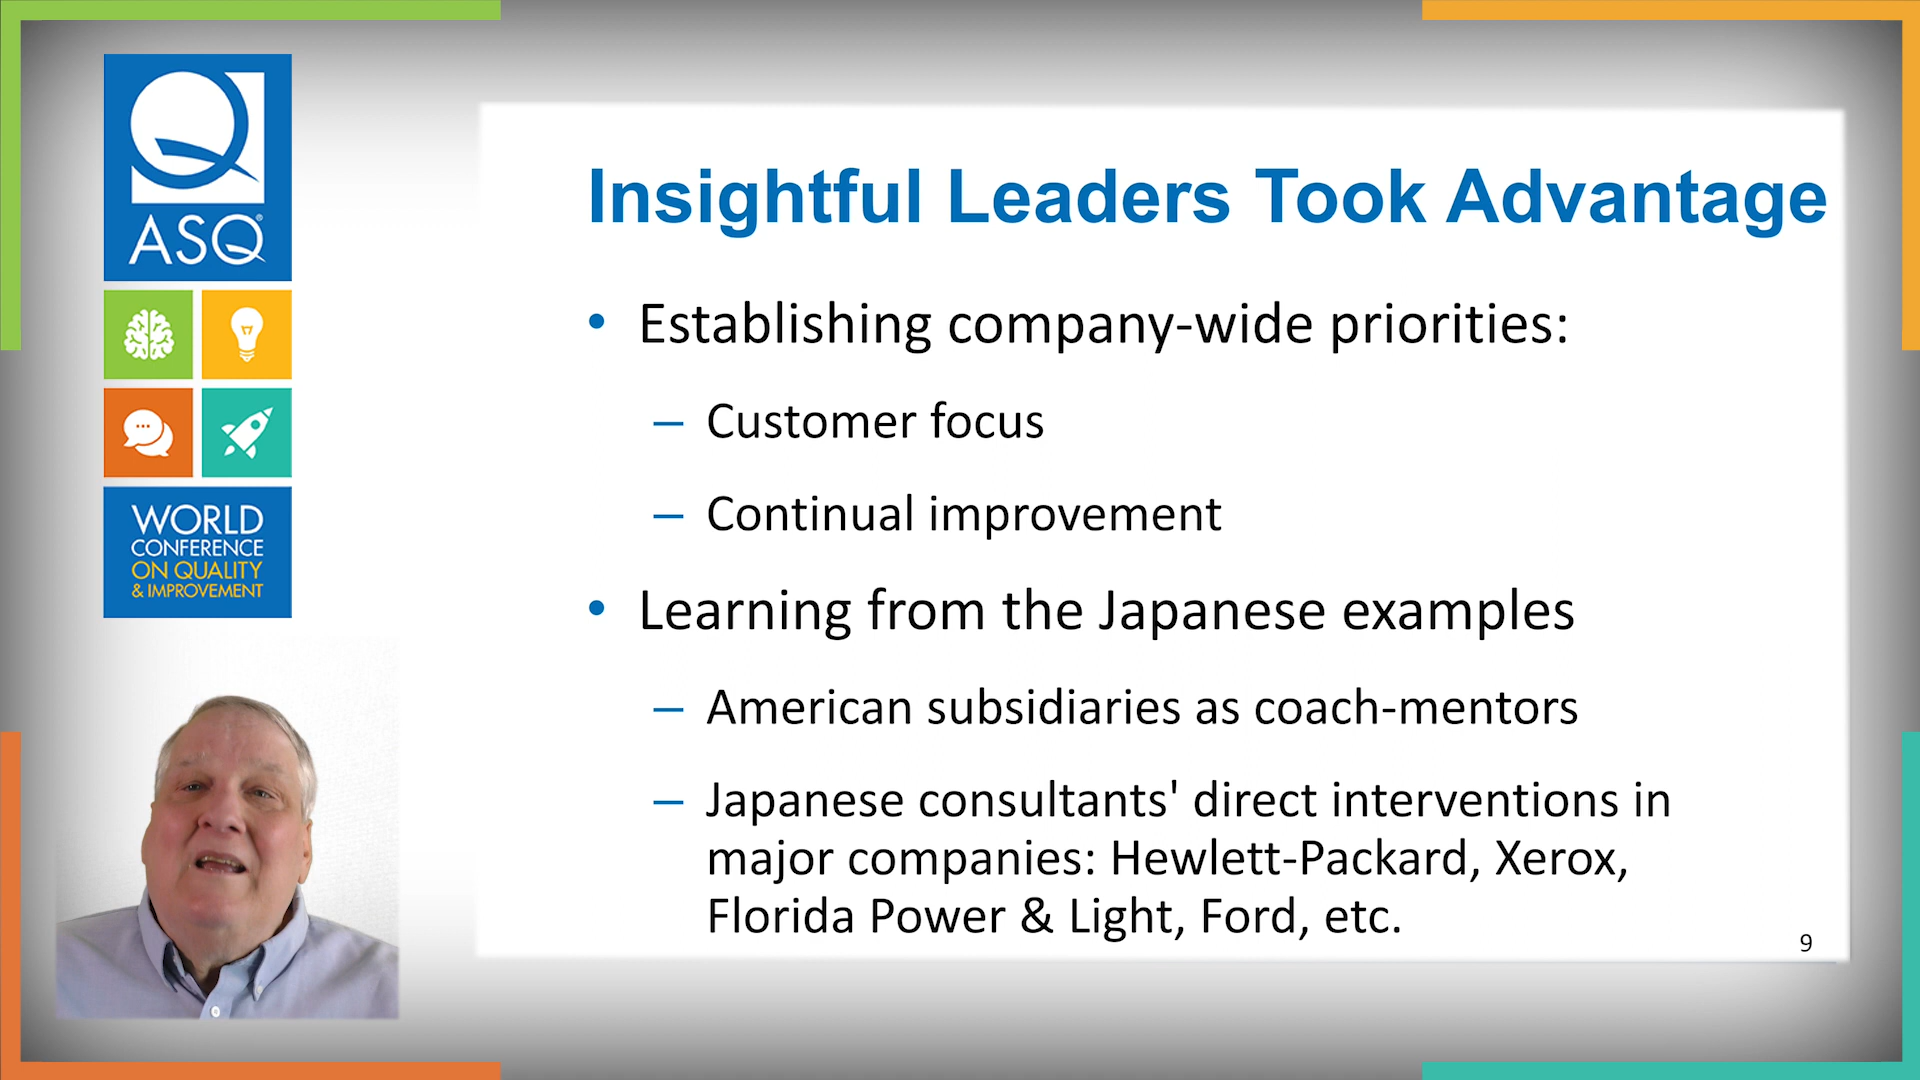 ASQ
WORLD
CONFERENCE
ON QUALITY
& IMPROVEMENT
Insightful Leaders Took Advantage
• Establishing company-wide priorities:
– Customer focus
– Continual improvement
• Learning from the Japanese examples
– American subsidiaries as coach-mentors
– Japanese consultants' direct interventions in
major companies: Hewlett-Packard, Xerox,
Florida Power & Light, Ford, etc.
9